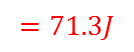 = 71.3J